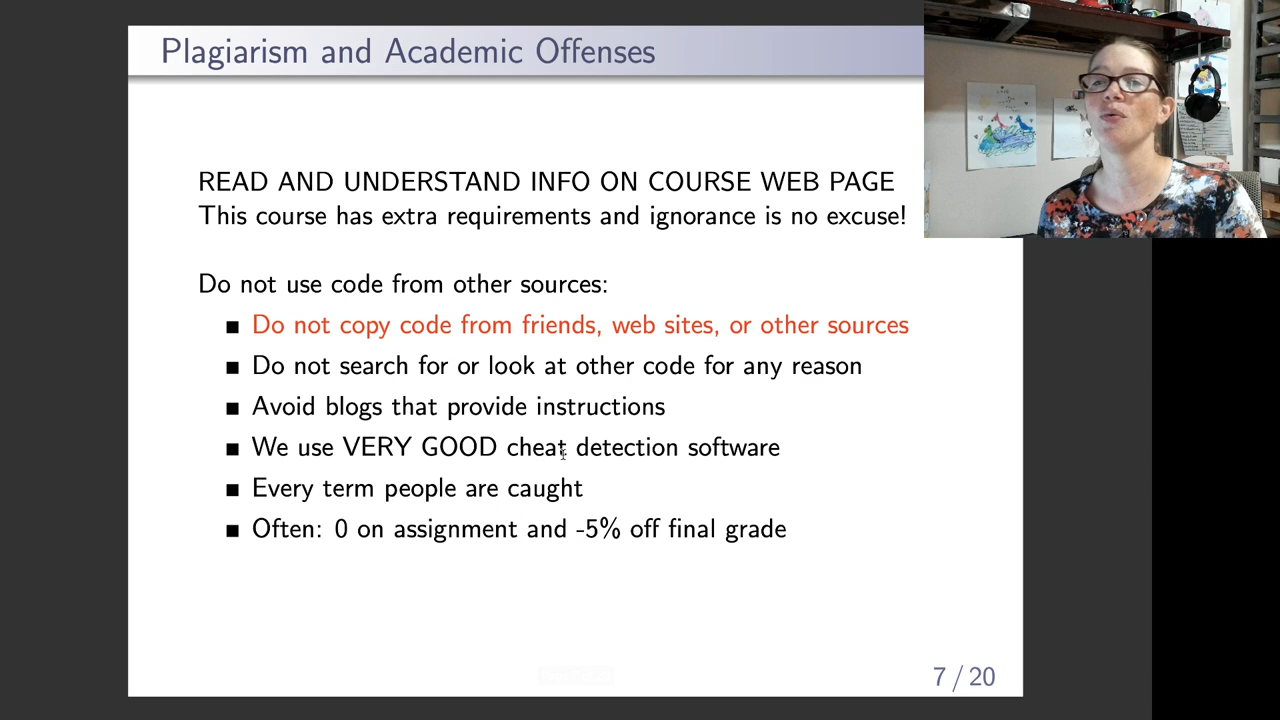 Plagiarism and Academic Offenses
READ AND UNDERSTAND INFO ON COURSE WEB PAGE
This course has extra requirements and ignorance is no excuse!
Do not use code from other sources:
■ Do not copy code from friends, web sites, or other sources
■ Do not search for or look at other code for any reason
■ Avoid blogs that provide instructions
■ We use VERY GOOD cheat detection software
■ Every term people are caught
■ Often: 0 on assignment and -5% off final grade
7 / 20